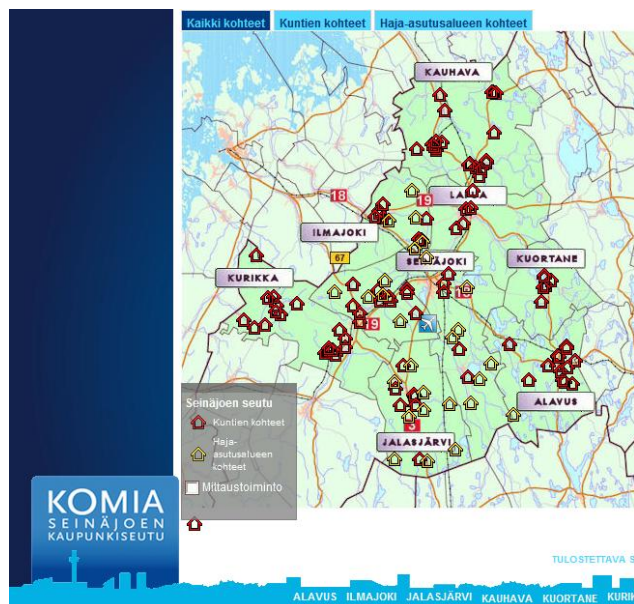 Kaikki kohteet Kuntien kohteet Haja-asutusalueen kohteet
KAUHAVA
18
19
LAPUA
ILMAJOKI
67
SEINÄJOKI
KUORTANE
KURIKKA
19
Seinäjoen seutu
Kuntien kohteet
Haja-
asutusalueen
kohteet
Mittaustoiminto
ALAVUS
3
JALASJÄRVI
KOMIA
SEINÄJOEN
KAUPUNKISEUTU
TULOSTETTAVA S
ALAVUS ILMAJOKI JALASJÄRVI KAUHAVA KUORTANE KURIK